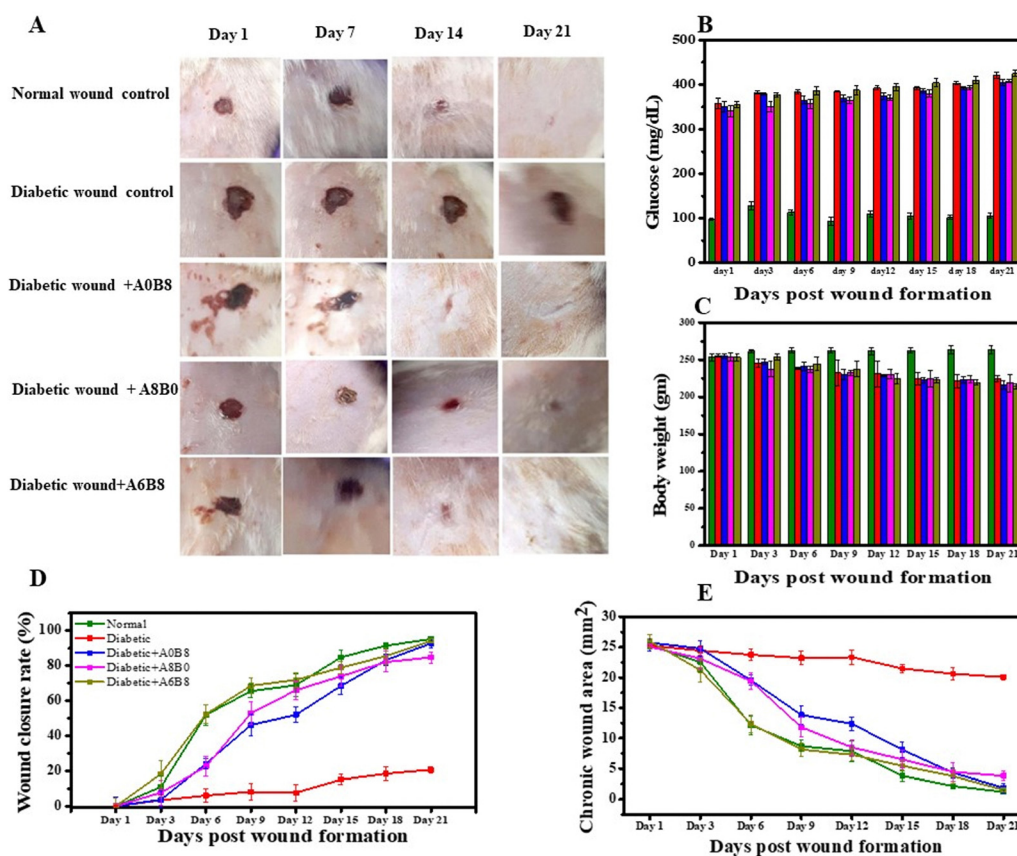 A
Day 1 Day 7 Day 14 Day 21
Normal wound control
Diabetic wound control
Diabetic wound +A0B8
Diabetic wound + A8B0
Diabetic wound+A6B8
B
500
400
300
200
100
0
Glucose (mg/dL)
day1 day3 day6 day 9 day12 day 15 day 18 day21
Days post wound formation
C
300
250
200
150
100
50
0
Body weight (gm)
Day 1 Day 3 Day 6 Day 9 Day 12 Day 15 Day 18 Day 21
Days post wound formation
D
100
80
60
40
20
0
Wound closure rate (%)
Normal
Diabetic
Diabetic+A0B8
Diabetic+A8B0
Diabetic+A6B8
Day 1 Day 3 Day 6 Day 9 Day 12 Day 15 Day 18 Day 21
Days post wound formation
E
30
25
20
15
10
5
0
Chronic wound area (mm2)
Day 1 Day 3 Day 6 Day 9 Day 12 Day 15 Day 18 Day 21
Days post wound formation